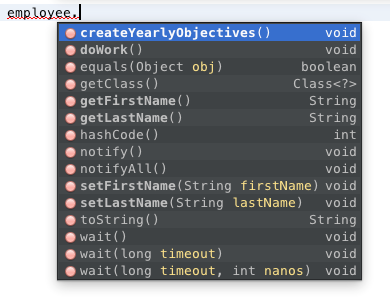 employee.
createYearlyObjectives() void
doWork() void
equals(Object obj) boolean
getClass() Class<?>
getFirstName() String
getLastName() String
hashCode() int
notify() void
notifyAll() void
setFirstName(String firstName) void
setLastName(String lastName) void
toString() String
wait() void
wait(long timeout) void
wait(long timeout, int nanos) void